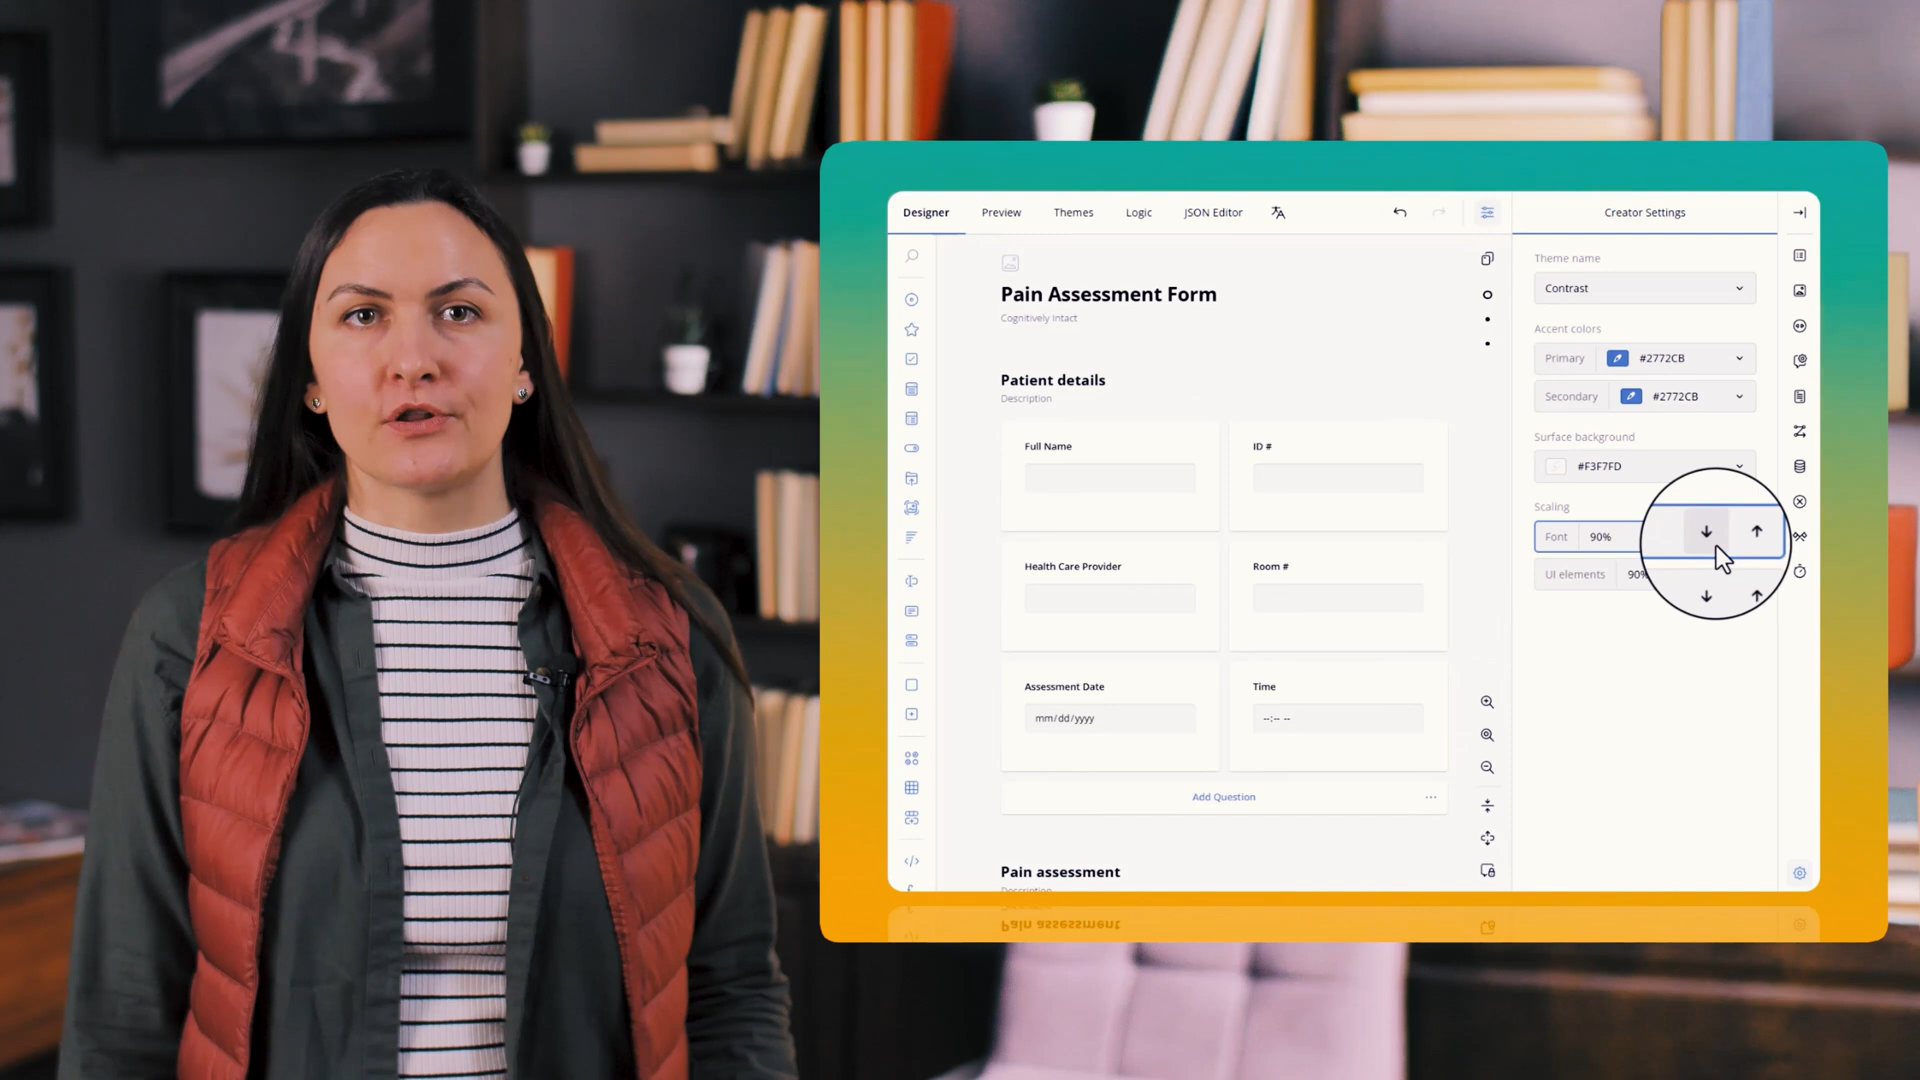 Designer Preview Themes Logic JSON Editor Creator Settings
Pain Assessment Form
Cognitively Intact
Patient details
Description
Full Name
ID #
Health Care Provider
Room #
Assessment Date
mm/dd/yyyy
Time
--:-- --
Add Question
Pain assessment
Description
Theme name
Contrast
Accent colors
Primary #2772CB
Secondary #2772CB
Surface background
#F3F7FD
Scaling
Font 90%
UI elements 90%